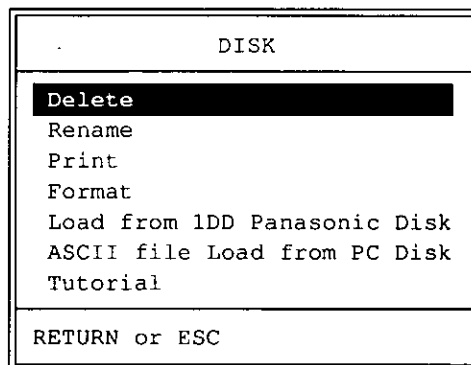 DISK
Delete
Rename
Print
Format
Load from 1DD Panasonic Disk
ASCII file Load from PC Disk
Tutorial
RETURN or ESC